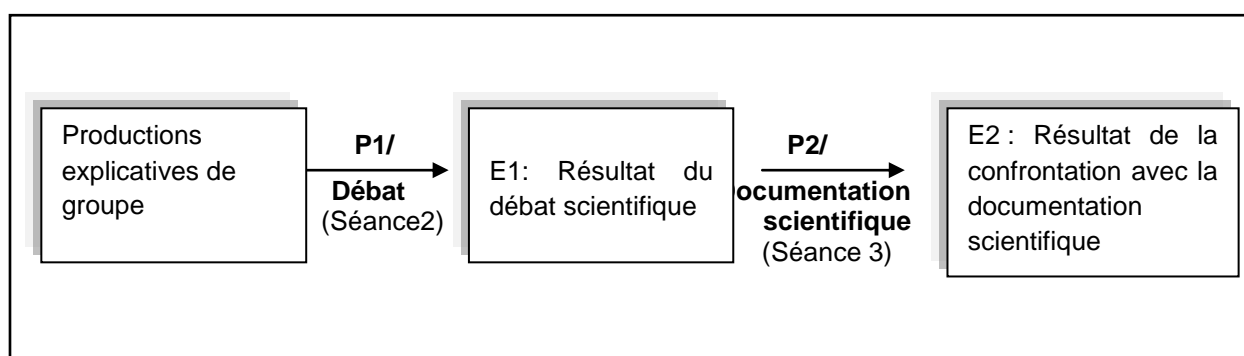 Productions
explicatives de
groupe
P1/
Débat
(Séance2)
E1: Résultat du
débat scientifique
P2/
ocumentation
scientifique
(Séance 3)
E2 : Résultat de la
confrontation avec la
documentation
scientifique